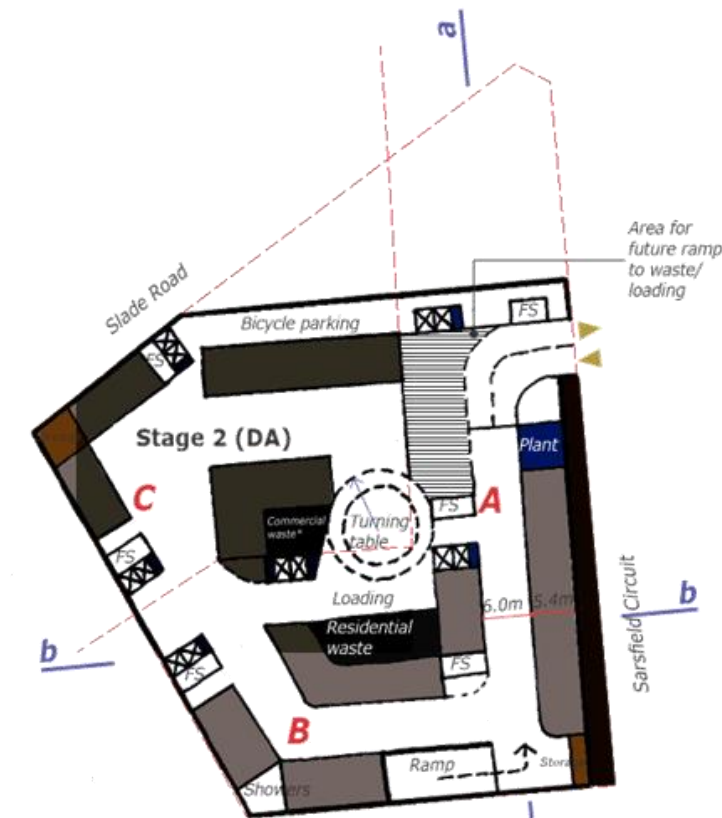 a
Area for
future ramp
to waste/
loading
Slade Road
Bicycle parking
FS
FS
Stage 2 (DA)
Plant
C
A
FS
Commercial
waste*
Turning
table
FS
Loading
6.0m
5.4m
Sarsfield Circuit
b
b
Residential
waste
FS
FS
B
Ramp
Showers